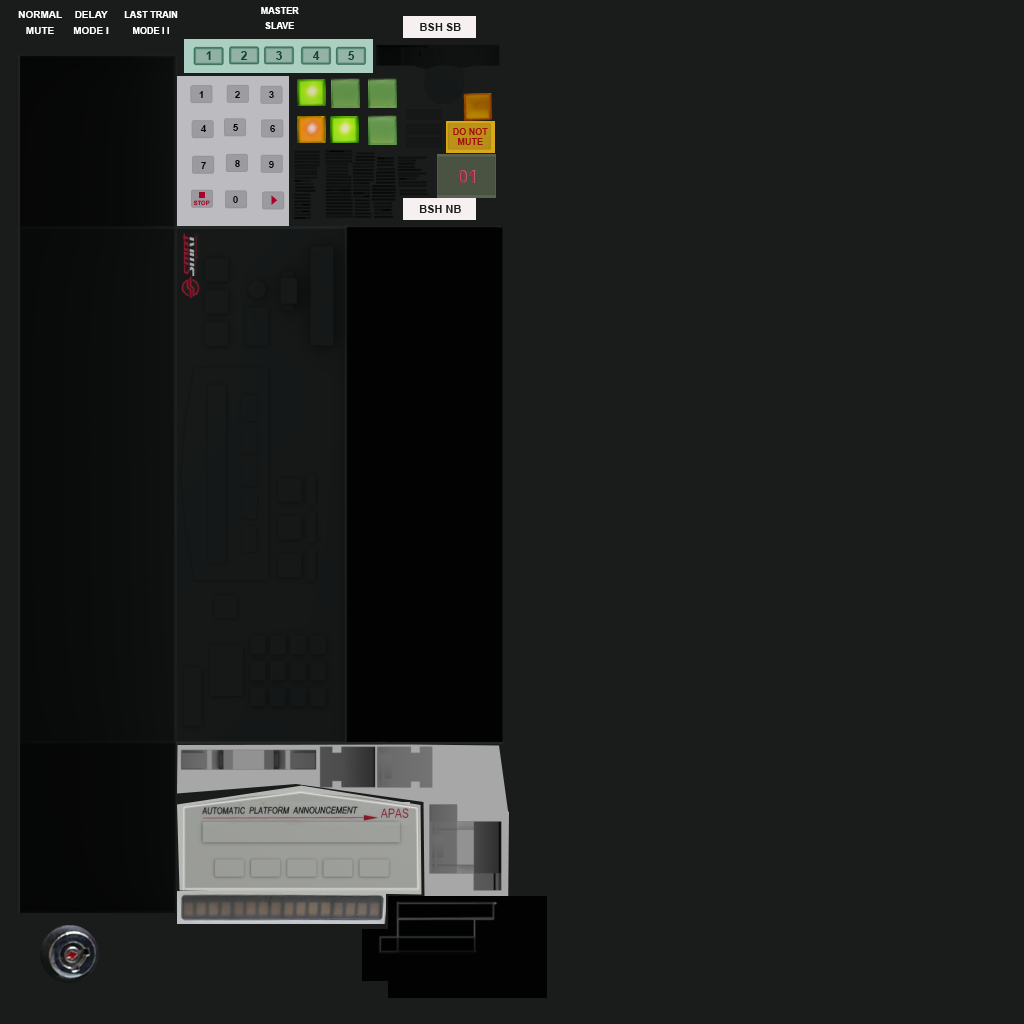 NORMAL DELAY LAST TRAIN
MUTE MODE I MODE I I
MASTER
SLAVE
BSH SB
1 2 3 4 5
1 2 3
4 5 6
7 8 9
STOP 0
DO NOT
MUTE
01
BSH NB
SMRT
AUTOMATIC PLATFORM ANNOUNCEMENT APAS